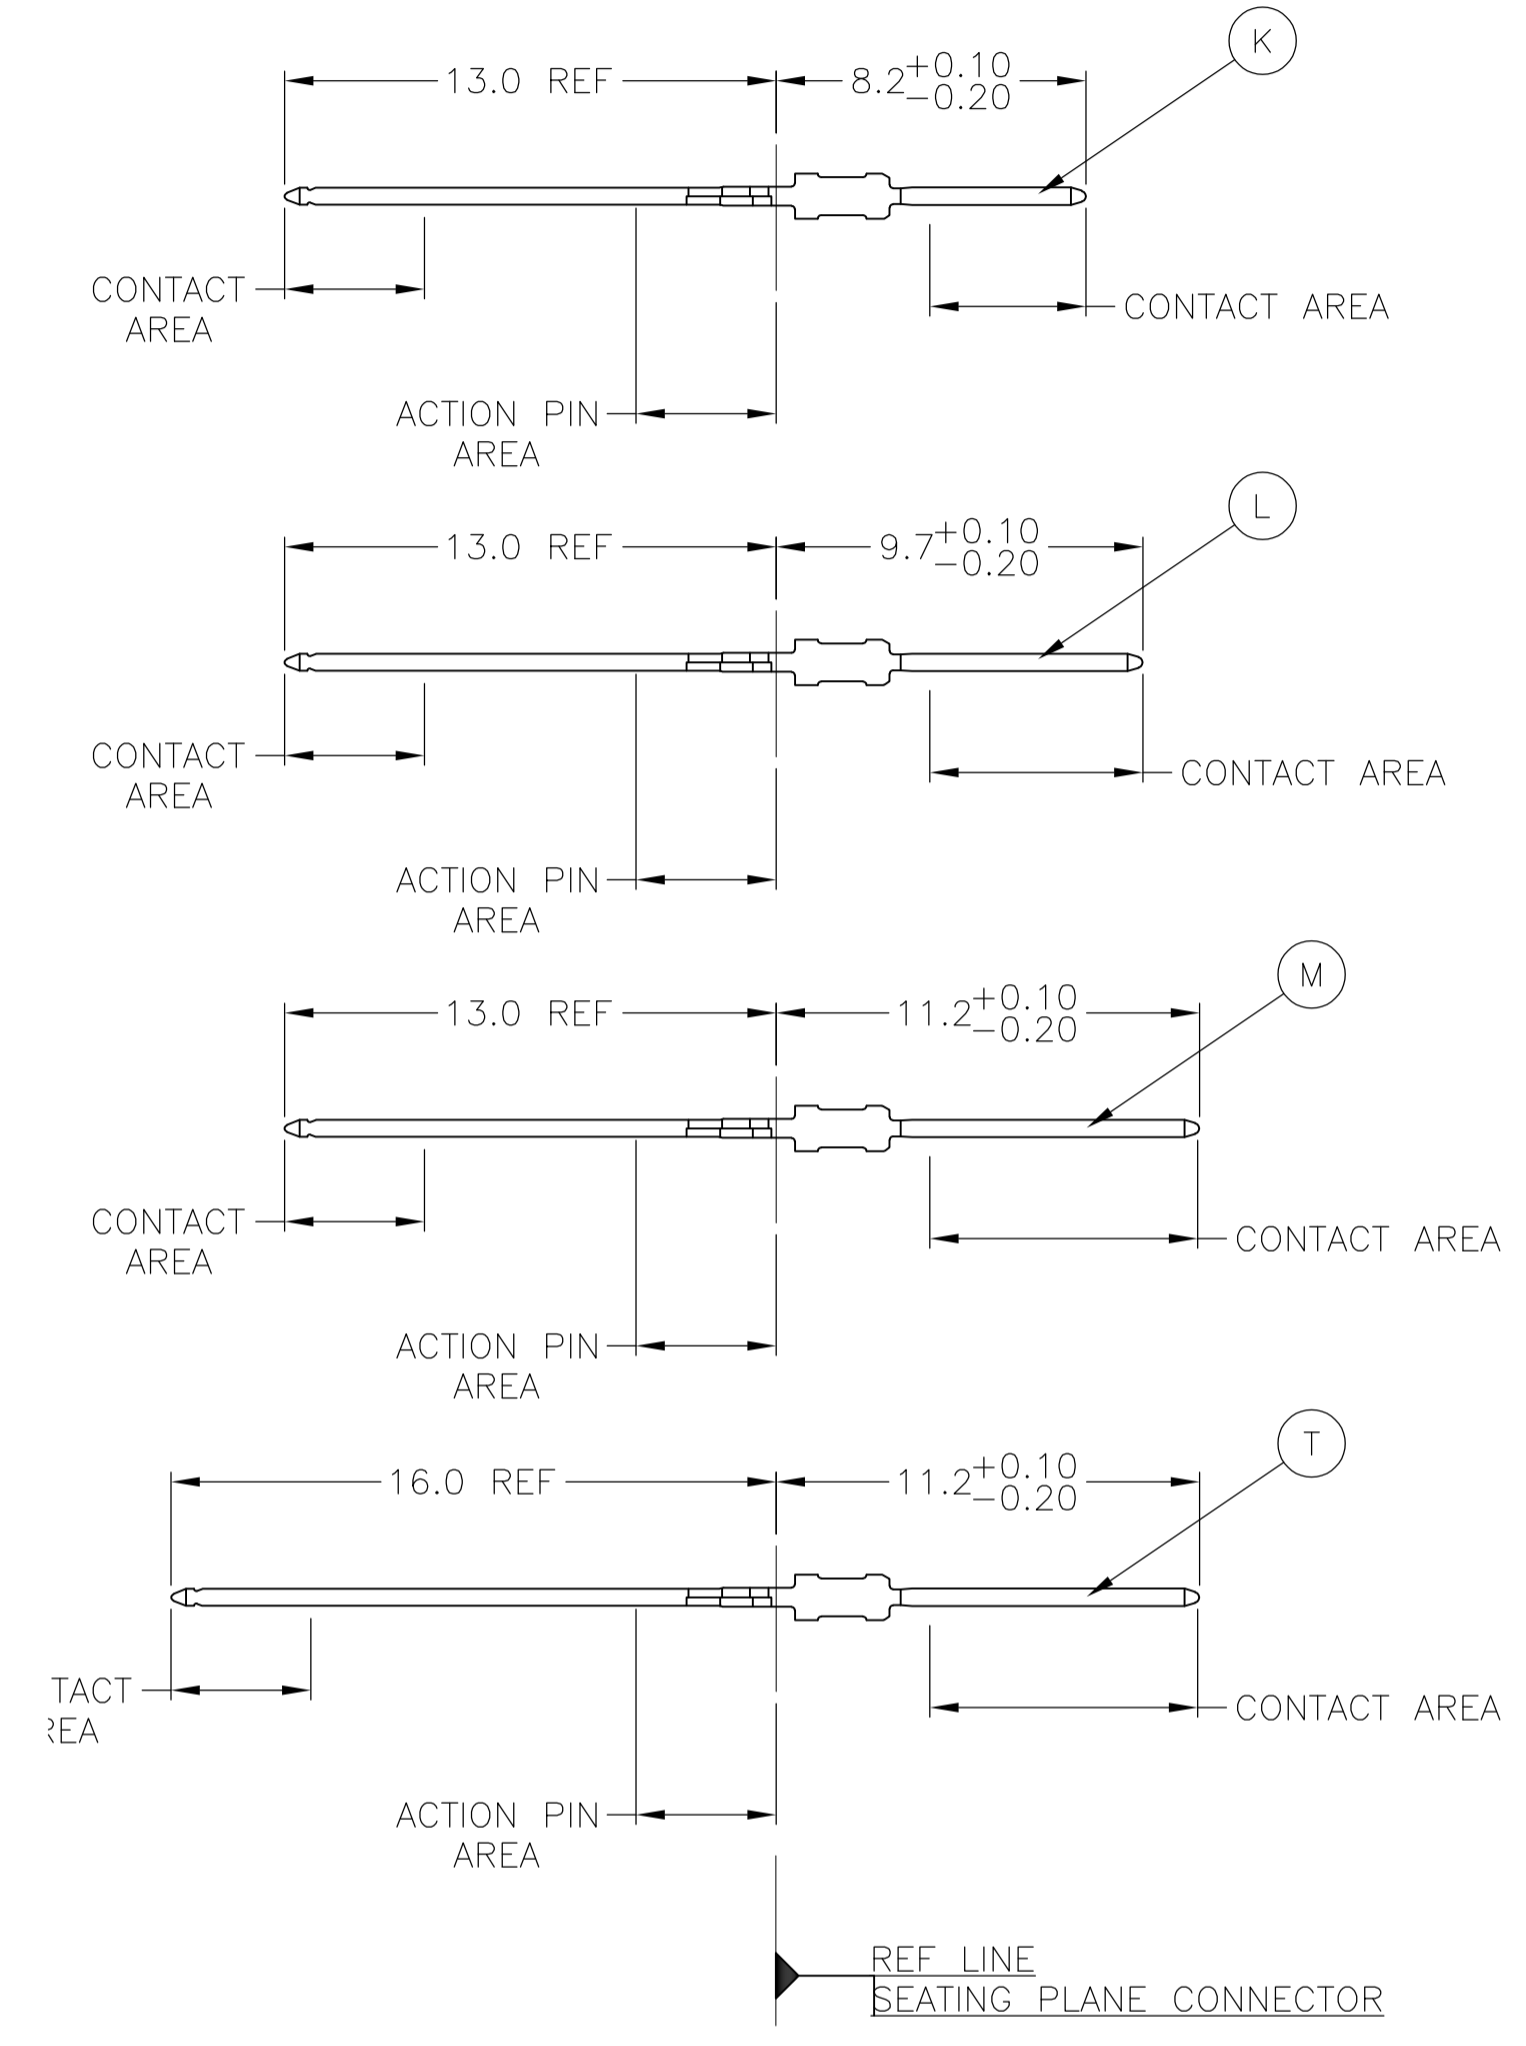 K
13.0 REF
8.2 +0.10
-0.20
CONTACT
AREA
CONTACT AREA
ACTION PIN
AREA
L
13.0 REF
9.7 +0.10
-0.20
CONTACT
AREA
CONTACT AREA
ACTION PIN
AREA
M
13.0 REF
11.2 +0.10
-0.20
CONTACT
AREA
CONTACT AREA
ACTION PIN
AREA
T
16.0 REF
11.2 +0.10
-0.20
TACT
REA
CONTACT AREA
ACTION PIN
AREA
REF LINE
SEATING PLANE CONNECTOR